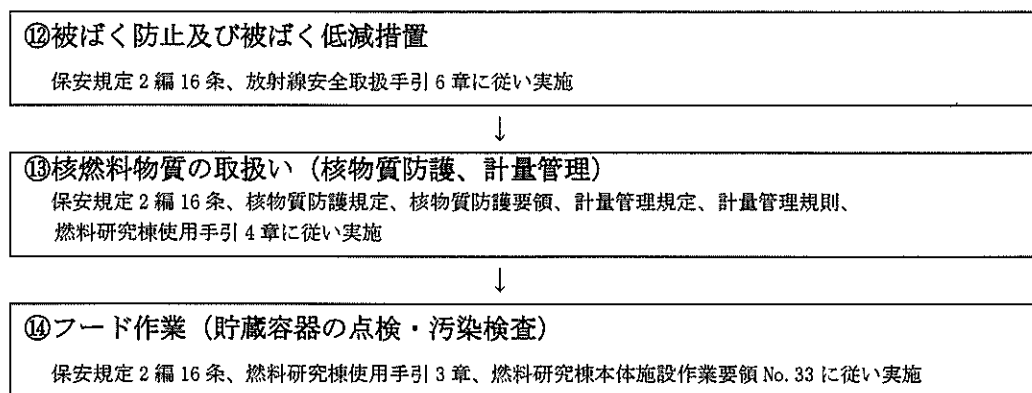 ⑫被ばく防止及び被ばく低減措置
保安規定2編16条、放射線安全取扱手引6章に従い実施
↓
⑬核燃料物質の取扱い（核物質防護、計量管理）
保安規定2編16条、核物質防護規定、核物質防護要領、計量管理規定、計量管理規則、
燃料研究棟使用手引4章に従い実施
↓
⑭フード作業（貯蔵容器の点検・汚染検査）
保安規定2編16条、燃料研究棟使用手引3章、燃料研究棟本体施設作業要領No.33に従い実施